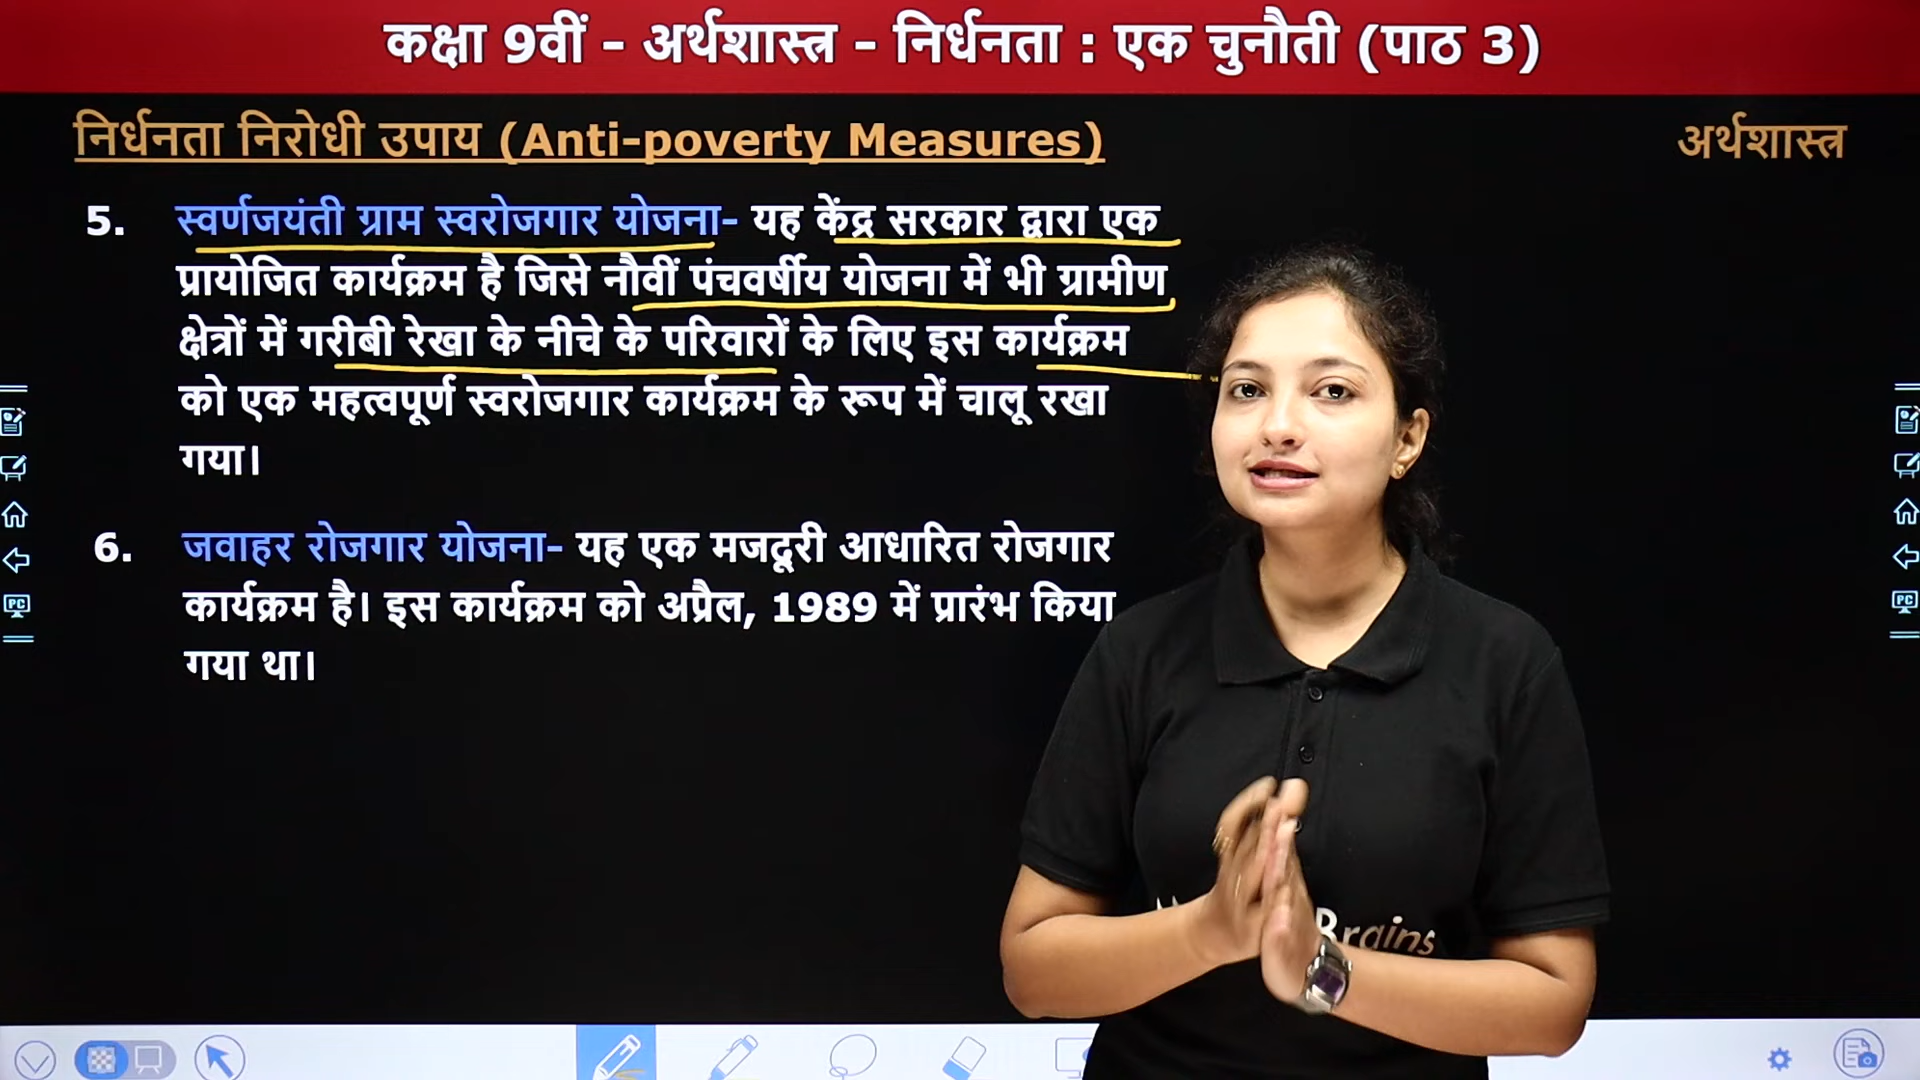 कक्षा 9वीं - अर्थशास्त्र - निर्धनता : एक चुनौती (पाठ 3)
निर्धनता निरोधी उपाय (Anti-poverty Measures)
अर्थशास्त्र
5. स्वर्णजयंती ग्राम स्वरोजगार योजना- यह केंद्र सरकार द्वारा एक
प्रायोजित कार्यक्रम है जिसे नौवीं पंचवर्षीय योजना में भी ग्रामीण
क्षेत्रों में गरीबी रेखा के नीचे के परिवारों के लिए इस कार्यक्रम
को एक महत्वपूर्ण स्वरोजगार कार्यक्रम के रूप में चालू रखा
गया।
6. जवाहर रोजगार योजना- यह एक मजदूरी आधारित रोजगार
कार्यक्रम है। इस कार्यक्रम को अप्रैल, 1989 में प्रारंभ किया
गया था।
Brains
PC
PC